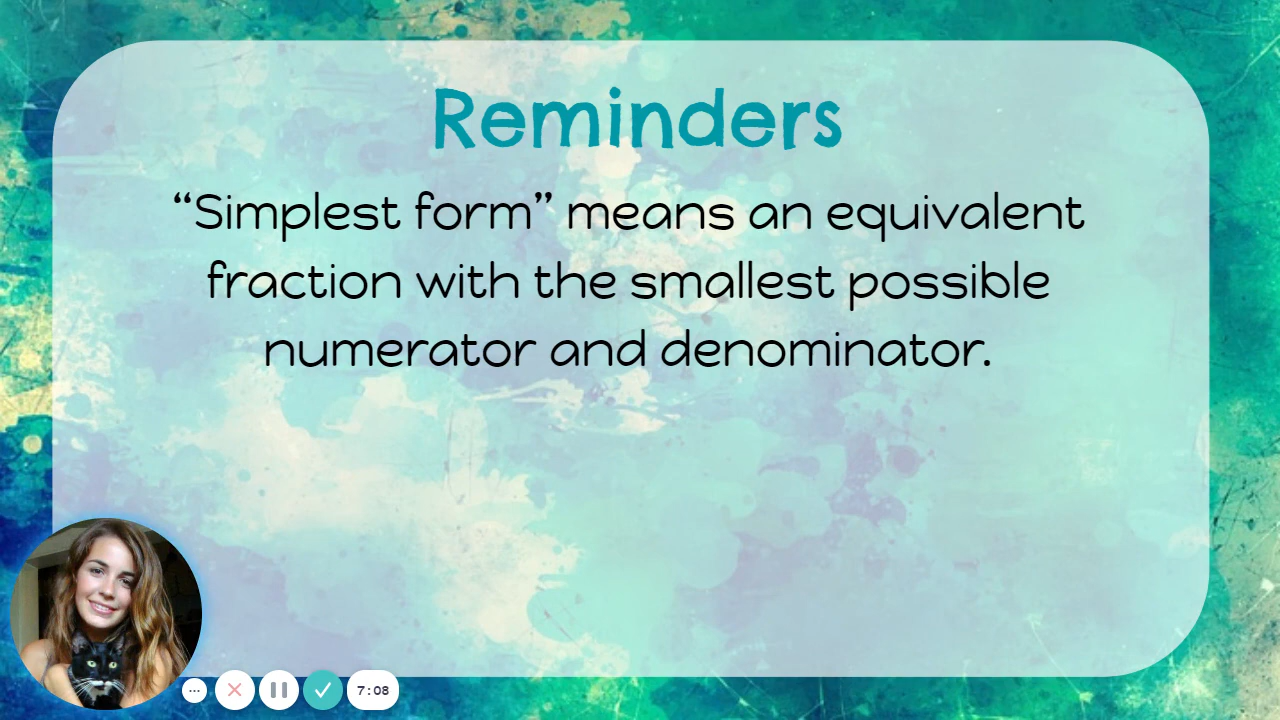 Reminders
“Simplest form” means an equivalent
fraction with the smallest possible
numerator and denominator.
7:08